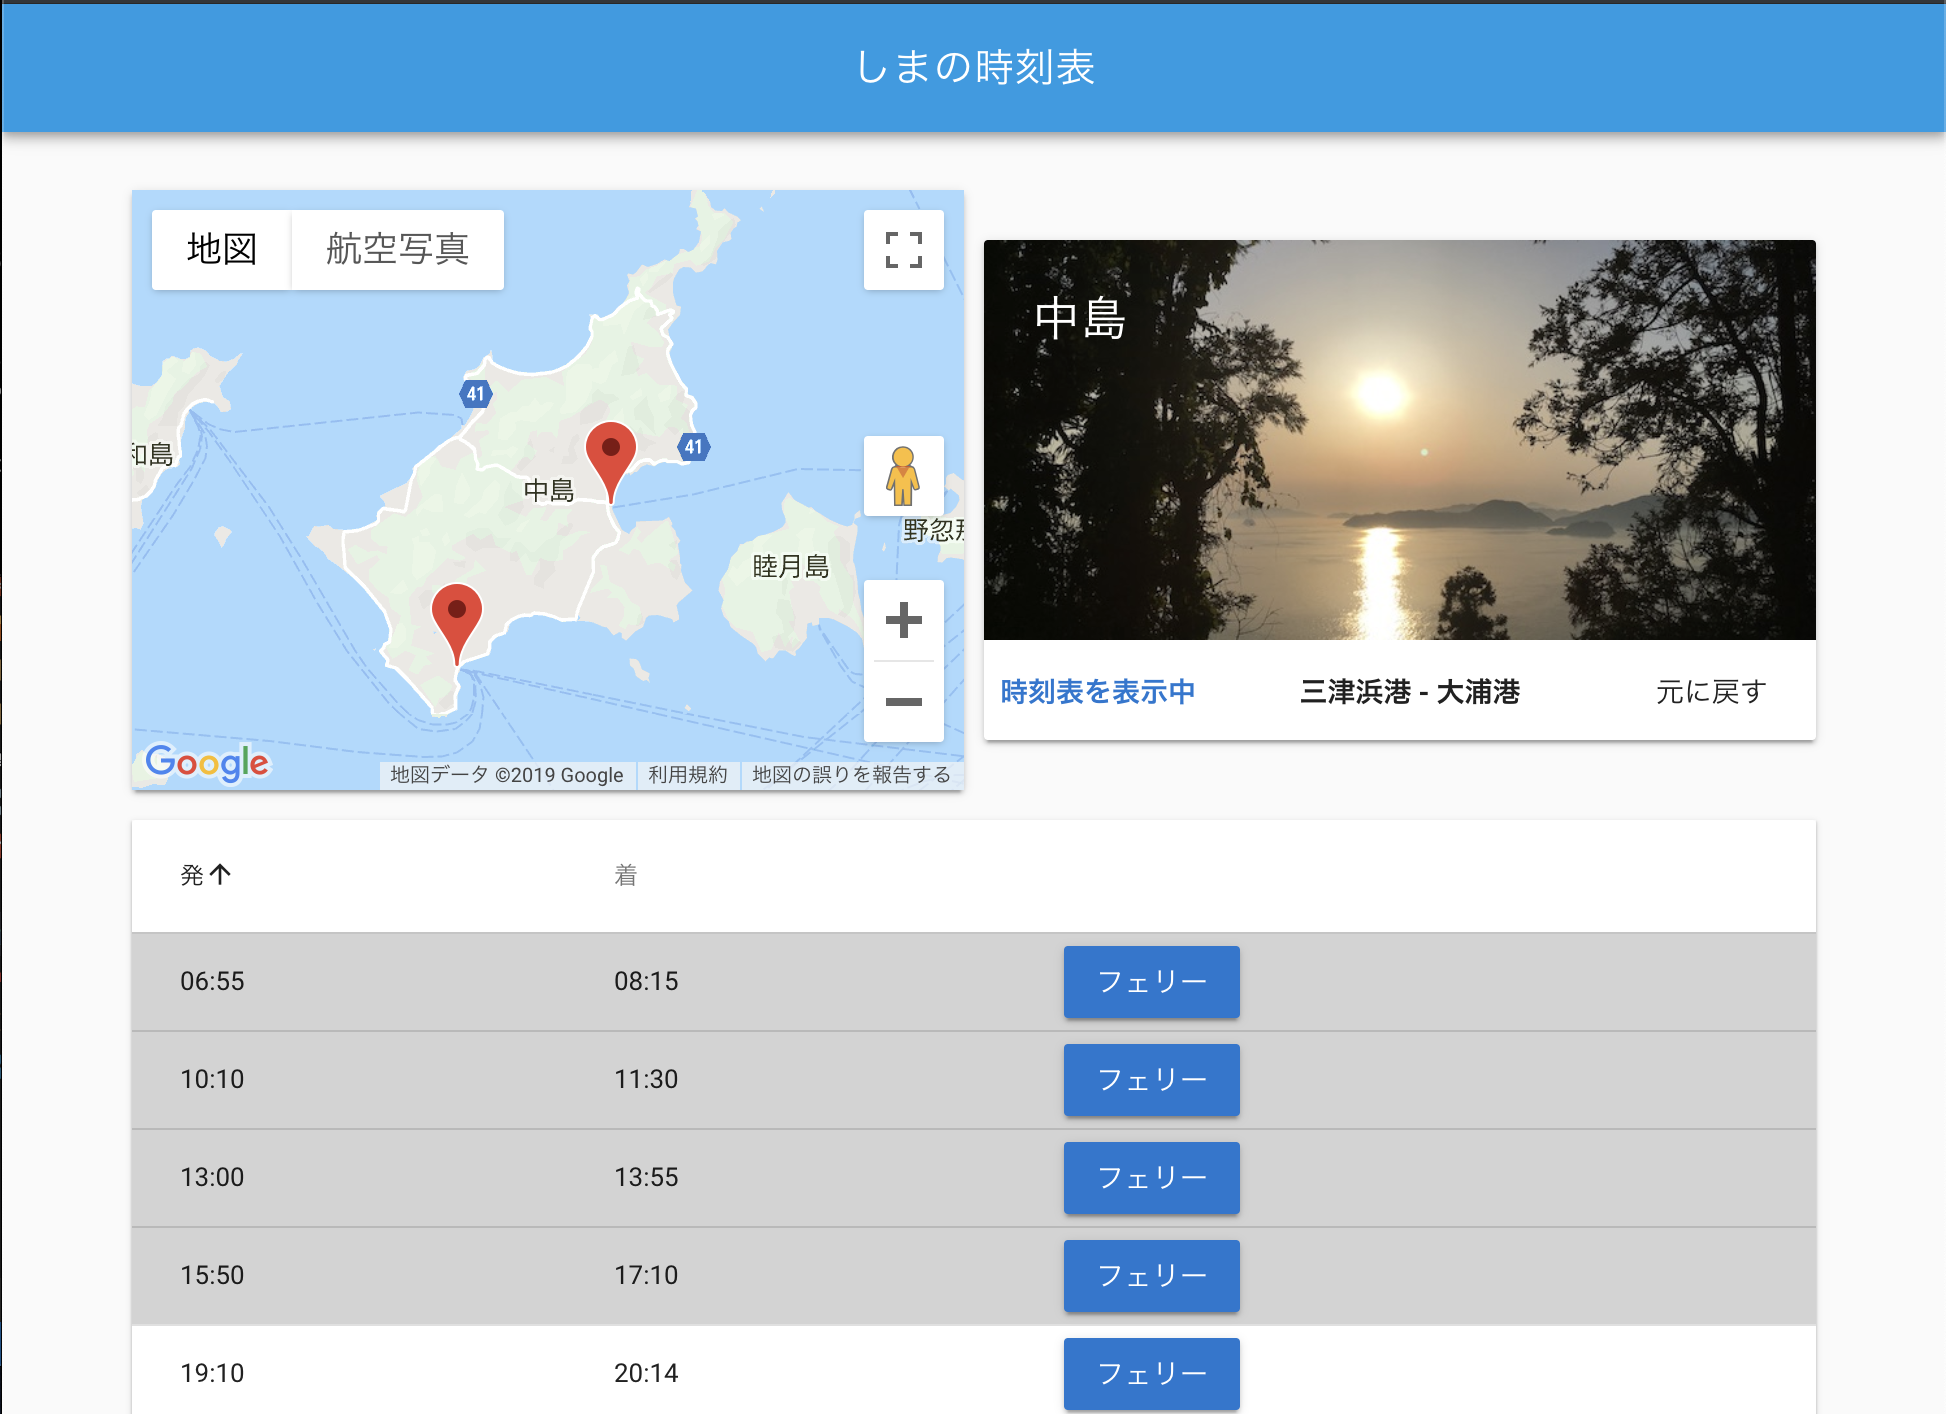 しまの時刻表
地図 航空写真
中島
41
41
和島
中島
野忽
睦月島
時刻表を表示中 三津浜港 - 大浦港 元に戻す
Google 地図データ ©2019 Google 利用規約 地図の誤りを報告する
発 着
06:55 08:15 フェリー
10:10 11:30 フェリー
13:00 13:55 フェリー
15:50 17:10 フェリー
19:10 20:14 フェリー